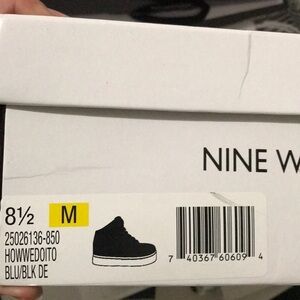 NINE W
8½ M
25026136-850
HOWWEDOITO
BLU/BLK DE
7 40367 60609 4